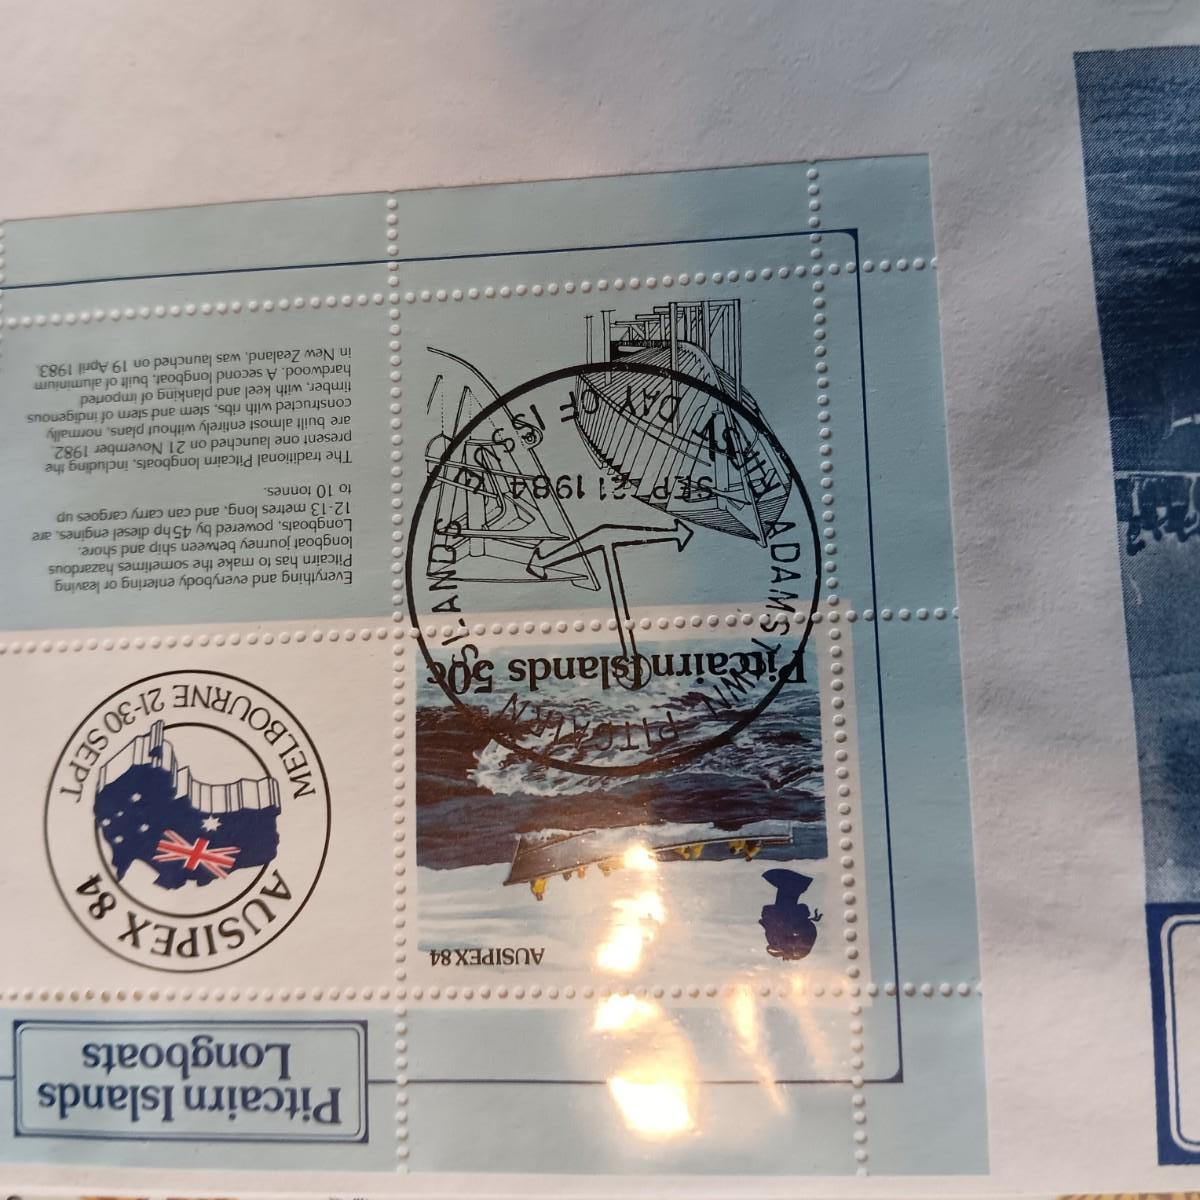 Pitcairn Islands
Longboats
AUSIPEX 84
MELBOURNE 21-30 SEPT
AUSIPEX 84
Pitcairn Islands 50c
Everything and everybody entering or leaving
Pitcairn has to make the sometimes hazardous
longboat journey between ship and shore.
Longboats, powered by 45hp diesel engines, are
12-13 metres long, and can carry cargoes up
to 10 tonnes.
The traditional Pitcairn longboats, including the
present one launched on 21 November 1982,
are built almost entirely without plans, normally
constructed with ribs, stem and stern of indigenous
timber, with keel and planking of imported
hardwood. A second longboat, built of aluminium
in New Zealand, was launched on 19 April 1983.
PITCAIRN ISLANDS
ADAMSTOWN
SEP 21 1984
1ST DAY OF ISSUE